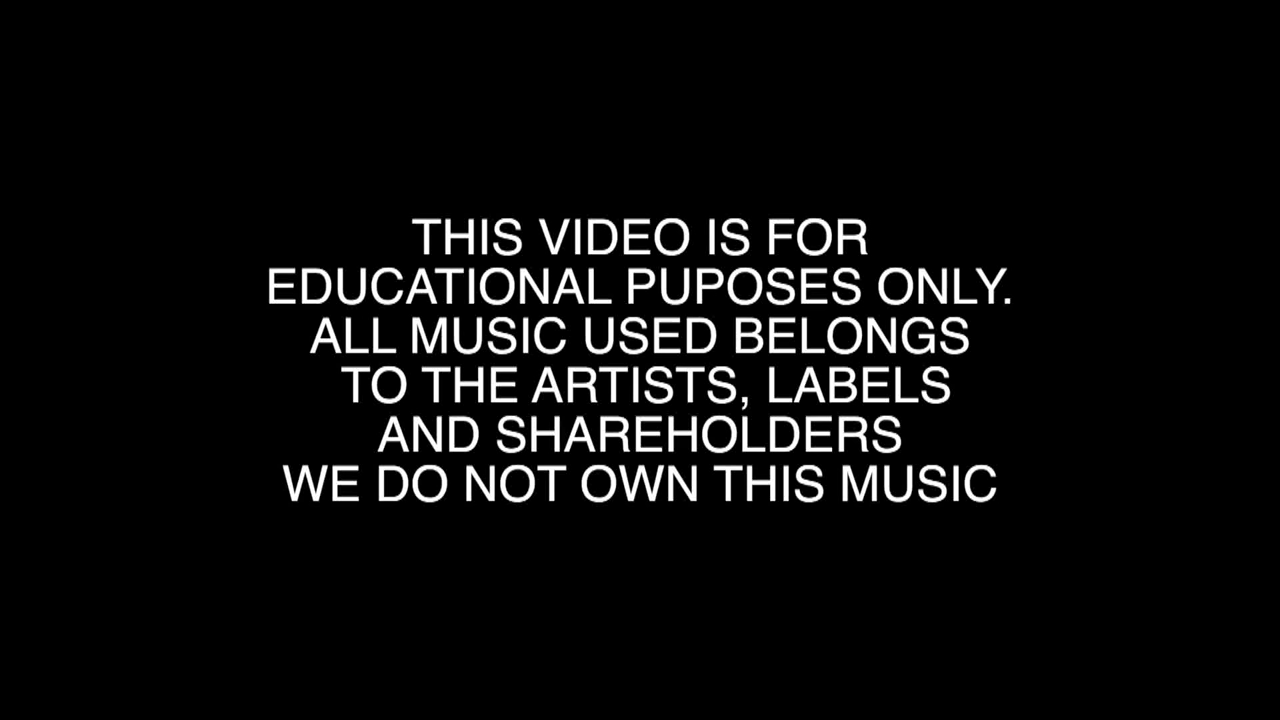 THIS VIDEO IS FOR
EDUCATIONAL PUPOSES ONLY.
ALL MUSIC USED BELONGS
TO THE ARTISTS, LABELS
AND SHAREHOLDERS
WE DO NOT OWN THIS MUSIC